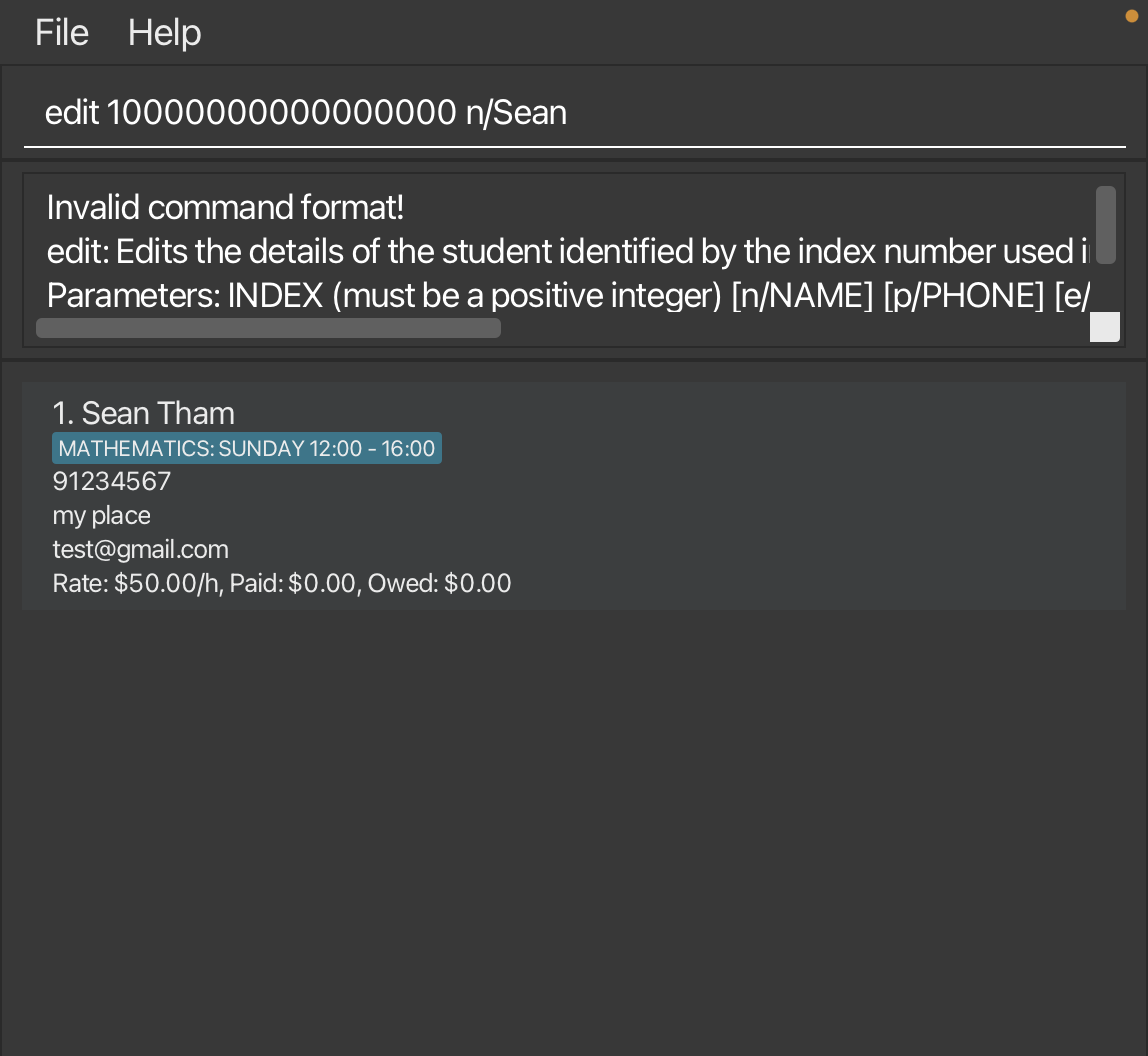 File Help
edit 10000000000000000 n/Sean
Invalid command format!
edit: Edits the details of the student identified by the index number used
Parameters: INDEX (must be a positive integer) [n/NAME] [p/PHONE] [e/
1. Sean Tham
MATHEMATICS: SUNDAY 12:00 - 16:00
91234567
my place
test@gmail.com
Rate: $50.00/h, Paid: $0.00, Owed: $0.00